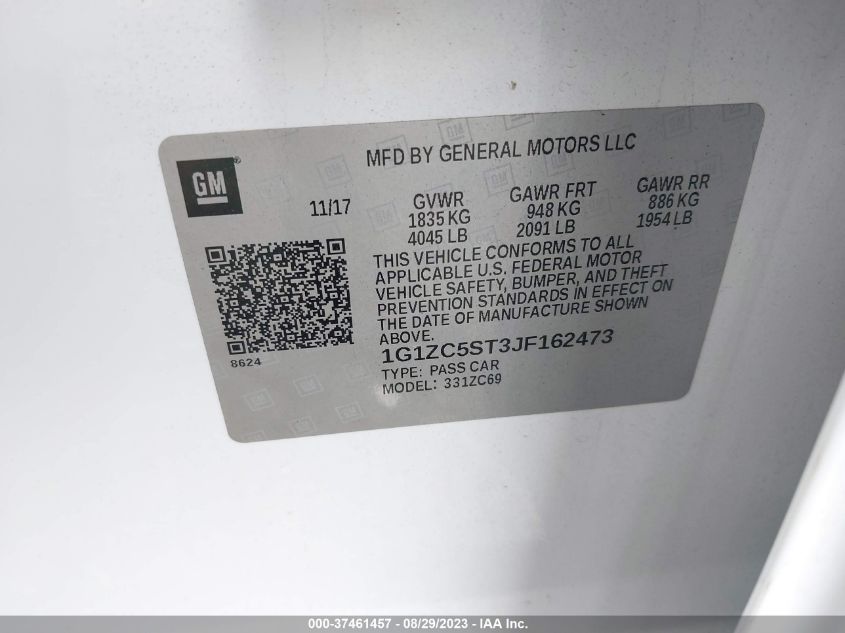 MFD BY GENERAL MOTORS LLC
GM
®
11/17
GVWR
1835 KG
4045 LB
GAWR FRT
948 KG
2091 LB
GAWR RR
886 KG
1954 LB
THIS VEHICLE CONFORMS TO ALL
APPLICABLE U.S. FEDERAL MOTOR
VEHICLE SAFETY, BUMPER, AND THEFT
PREVENTION STANDARDS IN EFFECT ON
THE DATE OF MANUFACTURE SHOWN
ABOVE.
8624
1G1ZC5ST3JF162473
TYPE: PASS CAR
MODEL: 331ZC69
000-37461457 - 08/29/2023 - IAA Inc.